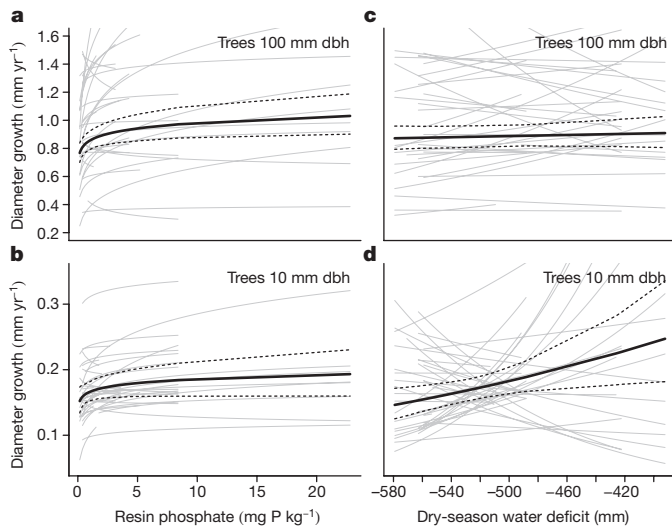 a
Trees 100 mm dbh
1.6
1.4
1.2
1.0
0.8
0.6
0.4
0.2
Diameter growth (mm yr⁻¹)
c
Trees 100 mm dbh
b
Trees 10 mm dbh
0.3
0.2
0.1
Diameter growth (mm yr⁻¹)
0 5 10 15 20
Resin phosphate (mg P kg⁻¹)
d
Trees 10 mm dbh
−580 −540 −500 −460 −420
Dry-season water deficit (mm)